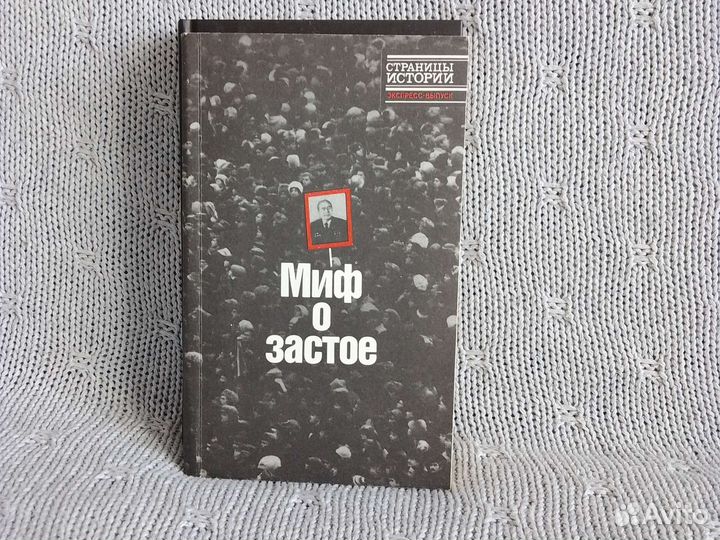 СТРАНИЦЫ
ИСТОРИИ
ЭКСПРЕСС-ВЫПУСК
Миф
о
застое
Avito